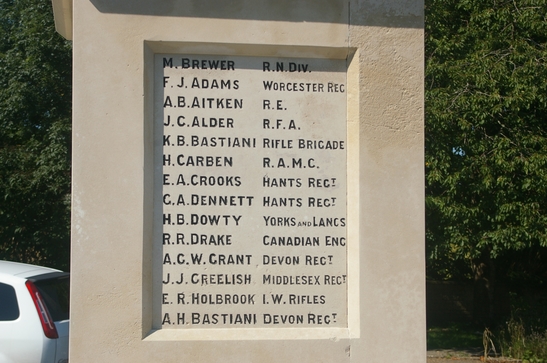 M. BREWER R.N. DIV.
F. J. ADAMS WORCESTER REG
A.B. AITKEN R.E.
J.C. ALDER R.F.A.
K.B. BASTIANI RIFLE BRIGADE
H. CARBEN R.A.M.C.
E.A. CROOKS HANTS REGT
G.A. DENNETT HANTS REGT
H.B. DOWTY YORKS AND LANCS
R.R. DRAKE CANADIAN ENG
A.G.W. GRANT DEVON REGT
J.J. GREELISH MIDDLESEX REGT
E.R. HOLBROOK I.W. RIFLES
A.H. BASTIANI DEVON REGT